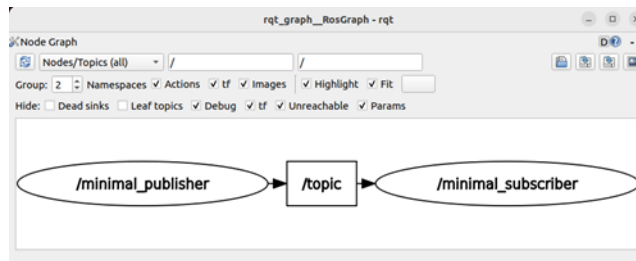 rqt_graph__RosGraph - rqt
Node Graph
D
Nodes/Topics (all) / /
Group: 2 Namespaces Actions tf Images Highlight Fit
Hide: Dead sinks Leaf topics Debug tf Unreachable Params
/minimal_publisher /topic /minimal_subscriber